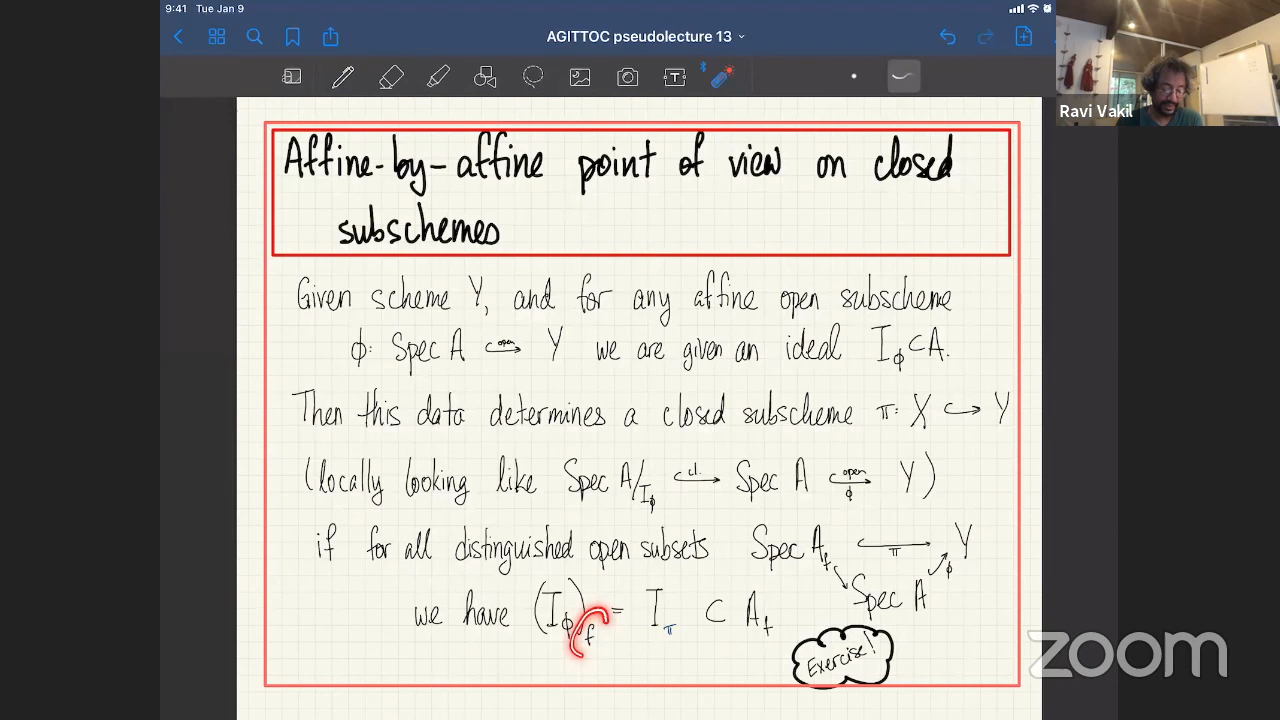 9:41 Tue Jan 9
AGITTOC pseudolecture 13
Ravi Vakil
Affine-by-affine point of view on closed
subschemes
Given scheme Y, and for any affine open subscheme
ϕ: Spec A ↪(open) Y we are given an ideal I_ϕ ⊂ A.
Then this data determines a closed subscheme π: X ↪ Y
(locally looking like Spec A/I_ϕ ↪(cl.) Spec A ↪(open, ϕ) Y)
if for all distinguished open subsets Spec A_f ↪(π) Y
Spec A ϕ
we have (I_ϕ)_f = I_π ⊂ A_f
Exercise!
zoom